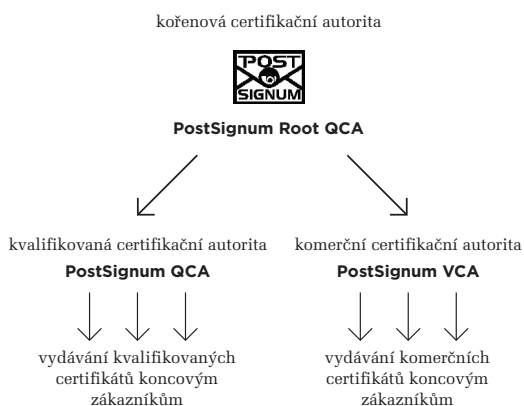 kořenová certifikační autorita
POST
SIGNUM
PostSignum Root QCA
kvalifikovaná certifikační autorita
PostSignum QCA
vydávání kvalifikovaných
certifikátů koncovým
zákazníkům
komerční certifikační autorita
PostSignum VCA
vydávání komerčních
certifikátů koncovým
zákazníkům